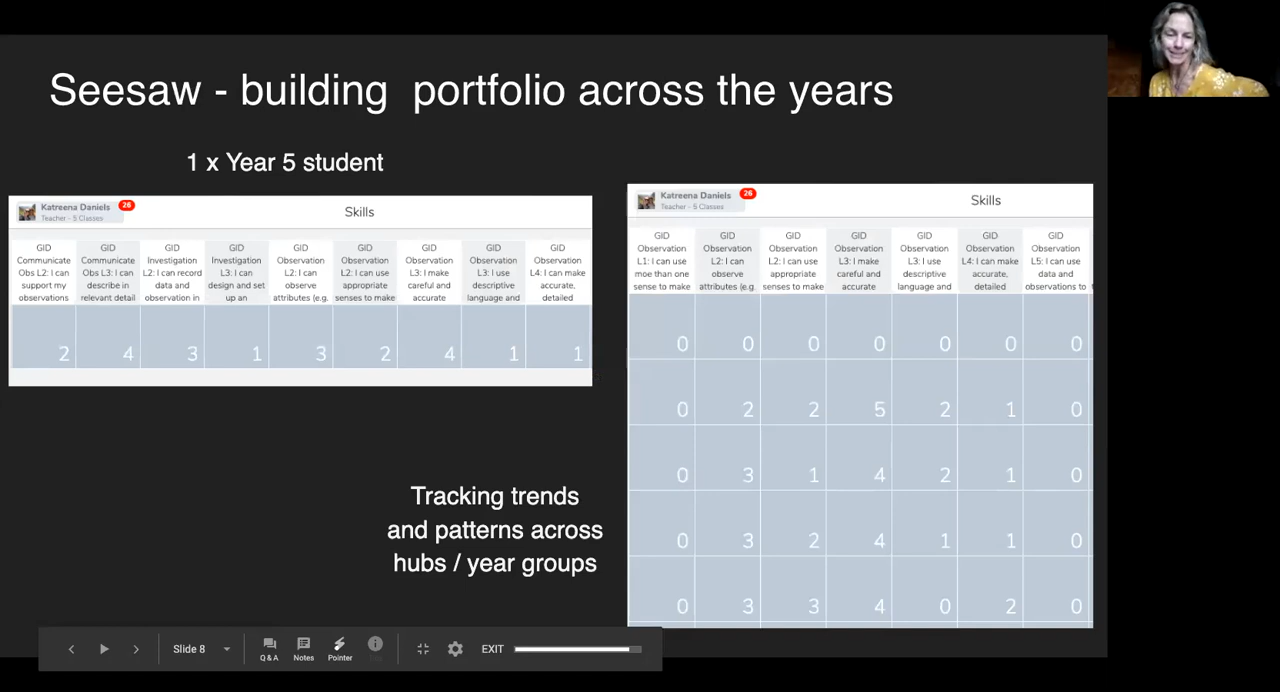 Seesaw - building portfolio across the years
1 x Year 5 student
Katreena Daniels
26
Teacher - 5 Classes
Skills
GID
Communicate
Obs L2: I can
support my
observations
GID
Communicate
Obs L3: I can
describe in
relevant detail
GID
Investigation
L2: I can record
data and
observation in
GID
Investigation
L3: I can
design and set
up an
GID
Observation
L2: I can
observe
attributes (e.g.
GID
Observation
L2: I can use
appropriate
senses to make
GID
Observation
L3: I make
careful and
accurate
GID
Observation
L3: I use
descriptive
language and
GID
Observation
L4: I can make
accurate,
detailed
2 4 3 1 3 2 4 1 1
Katreena Daniels
26
Teacher - 5 Classes
Skills
GID
Observation
L1: I can use
moe than one
sense to make
GID
Observation
L2: I can
observe
attributes (e.g.
GID
Observation
L2: I can use
appropriate
senses to make
GID
Observation
L3: I make
careful and
accurate
GID
Observation
L3: I use
descriptive
language and
GID
Observation
L4: I can make
accurate,
detailed
GID
Observation
L5: I can use
data and
observations to
0 0 0 0 0 0 0
0 2 2 5 2 1 0
0 3 1 4 2 1 0
0 3 2 4 1 1 0
0 3 3 4 0 2 0
Tracking trends
and patterns across
hubs / year groups
Slide 8
Q & A
Notes
Pointer
EXIT